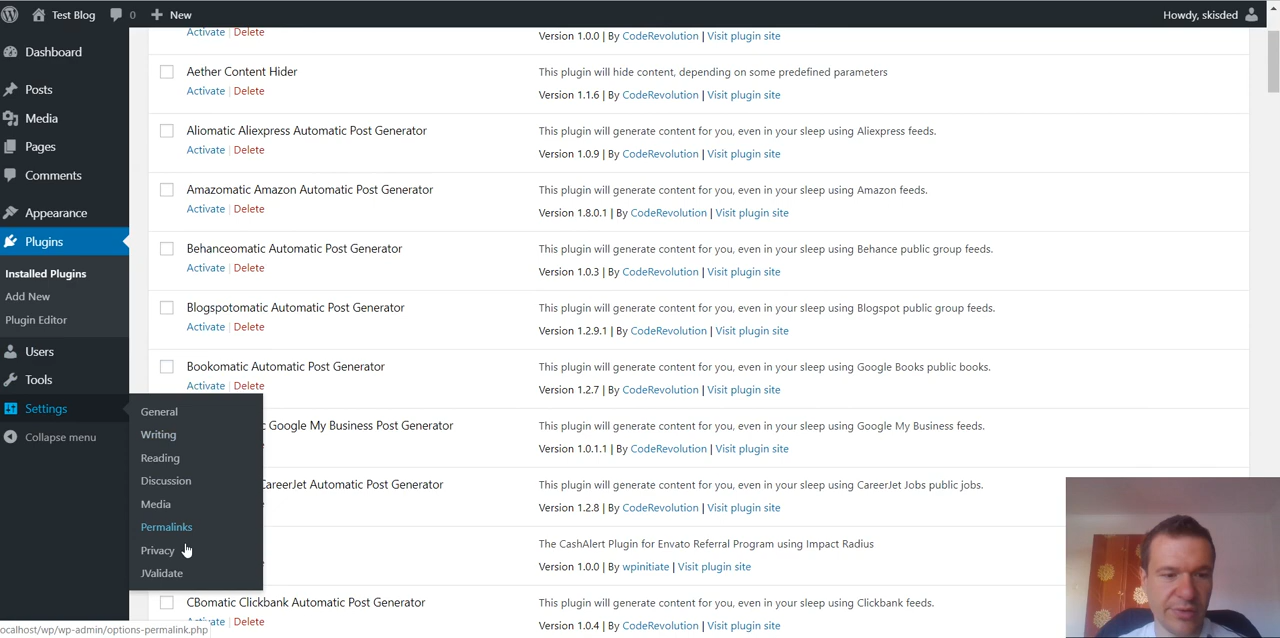 Test Blog 0 New Howdy, skisded
Dashboard
Posts
Media
Pages
Comments
Appearance
Plugins
Installed Plugins
Add New
Plugin Editor
Users
Tools
Settings
Collapse menu
General
Writing
Reading
Discussion
Media
Permalinks
Privacy
JValidate
Activate | Delete
Version 1.0.0 | By CodeRevolution | Visit plugin site
Aether Content Hider
This plugin will hide content, depending on some predefined parameters
Activate | Delete
Version 1.1.6 | By CodeRevolution | Visit plugin site
Aliomatic Aliexpress Automatic Post Generator
This plugin will generate content for you, even in your sleep using Aliexpress feeds.
Activate | Delete
Version 1.0.9 | By CodeRevolution | Visit plugin site
Amazomatic Amazon Automatic Post Generator
This plugin will generate content for you, even in your sleep using Amazon feeds.
Activate | Delete
Version 1.8.0.1 | By CodeRevolution | Visit plugin site
Behanceomatic Automatic Post Generator
This plugin will generate content for you, even in your sleep using Behance public group feeds.
Activate | Delete
Version 1.0.3 | By CodeRevolution | Visit plugin site
Blogspotomatic Automatic Post Generator
This plugin will generate content for you, even in your sleep using Blogspot public group feeds.
Activate | Delete
Version 1.2.9.1 | By CodeRevolution | Visit plugin site
Bookomatic Automatic Post Generator
This plugin will generate content for you, even in your sleep using Google Books public books.
Activate | Delete
Version 1.2.7 | By CodeRevolution | Visit plugin site
Google My Business Post Generator
This plugin will generate content for you, even in your sleep using Google My Business feeds.
Version 1.0.1.1 | By CodeRevolution | Visit plugin site
CareerJet Automatic Post Generator
This plugin will generate content for you, even in your sleep using CareerJet Jobs public jobs.
Version 1.2.8 | By CodeRevolution | Visit plugin site
The CashAlert Plugin for Envato Referral Program using Impact Radius
Version 1.0.0 | By wpinitiate | Visit plugin site
CBomatic Clickbank Automatic Post Generator
This plugin will generate content for you, even in your sleep using Clickbank feeds.
Activate | Delete
Version 1.0.4 | By CodeRevolution | Visit plugin site
ocalhost/wp/wp-admin/options-permalink.php